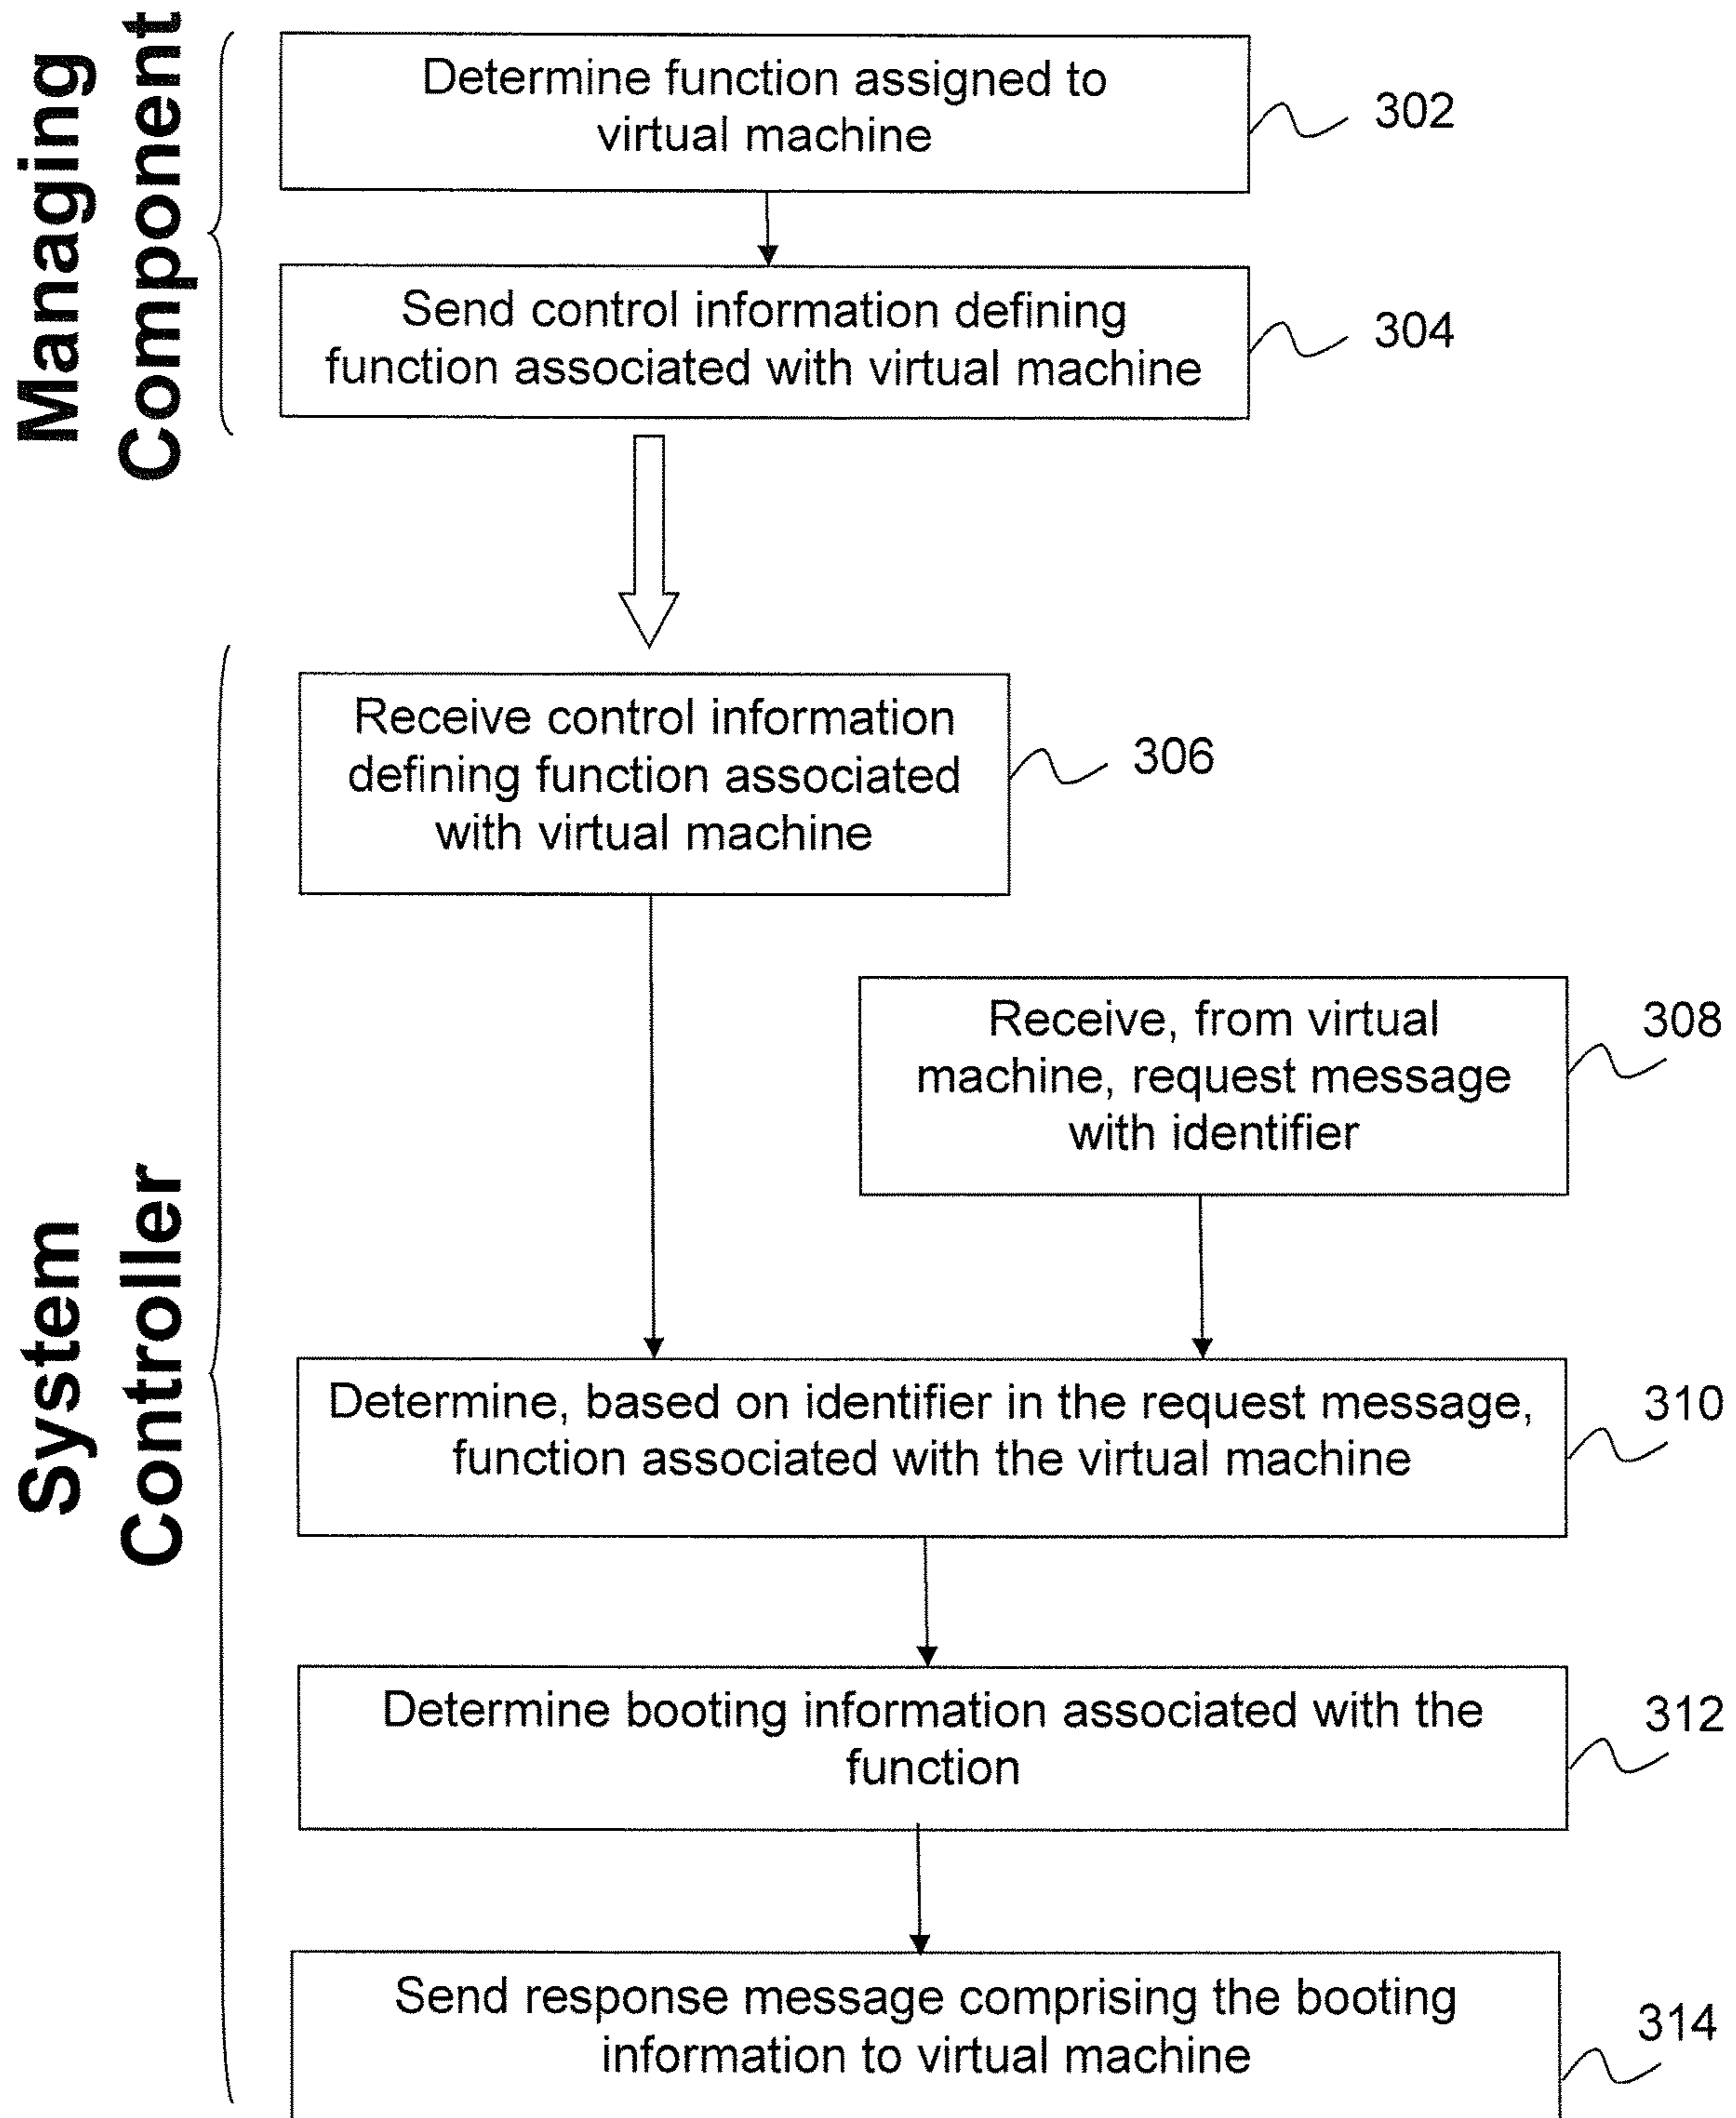 Managing
Component
Determine function assigned to
virtual machine
302
Send control information defining
function associated with virtual machine
304
System
Controller
Receive control information
defining function associated
with virtual machine
306
Receive, from virtual
machine, request message
with identifier
308
Determine, based on identifier in the request message,
function associated with the virtual machine
310
Determine booting information associated with the
function
312
Send response message comprising the booting
information to virtual machine
314